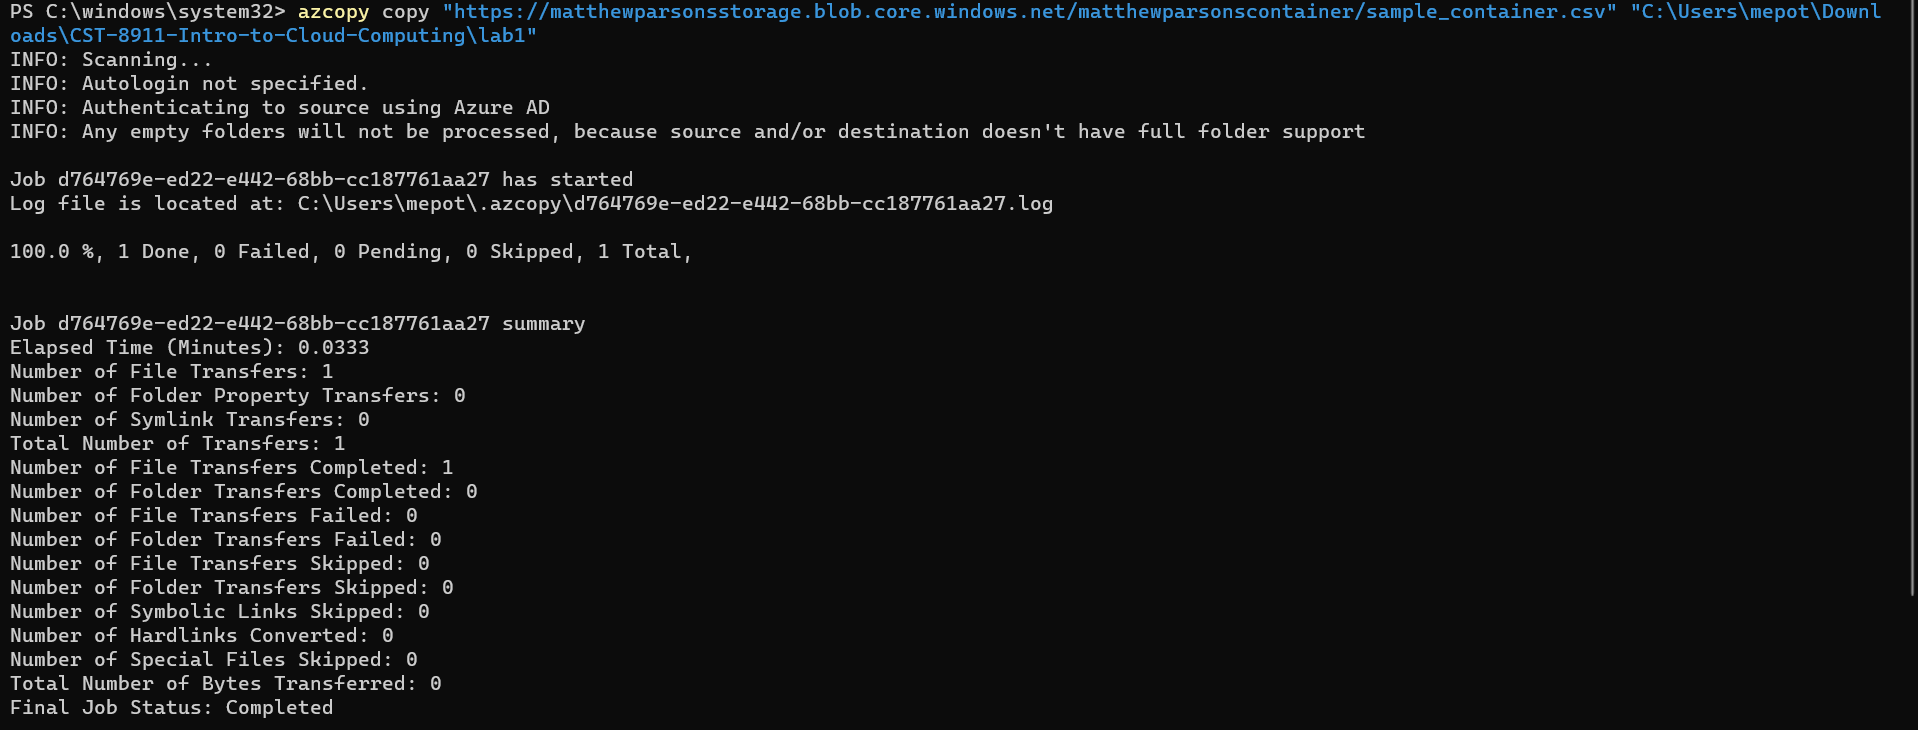 PS C:\windows\system32> azcopy copy "https://matthewparsonsstorage.blob.core.windows.net/matthewparsonscontainer/sample_container.csv" "C:\Users\mepot\Downl
oads\CST-8911-Intro-to-Cloud-Computing\lab1"
INFO: Scanning...
INFO: Autologin not specified.
INFO: Authenticating to source using Azure AD
INFO: Any empty folders will not be processed, because source and/or destination doesn't have full folder support
Job d764769e-ed22-e442-68bb-cc187761aa27 has started
Log file is located at: C:\Users\mepot\.azcopy\d764769e-ed22-e442-68bb-cc187761aa27.log
100.0 %, 1 Done, 0 Failed, 0 Pending, 0 Skipped, 1 Total,
Job d764769e-ed22-e442-68bb-cc187761aa27 summary
Elapsed Time (Minutes): 0.0333
Number of File Transfers: 1
Number of Folder Property Transfers: 0
Number of Symlink Transfers: 0
Total Number of Transfers: 1
Number of File Transfers Completed: 1
Number of Folder Transfers Completed: 0
Number of File Transfers Failed: 0
Number of Folder Transfers Failed: 0
Number of File Transfers Skipped: 0
Number of Folder Transfers Skipped: 0
Number of Symbolic Links Skipped: 0
Number of Hardlinks Converted: 0
Number of Special Files Skipped: 0
Total Number of Bytes Transferred: 0
Final Job Status: Completed